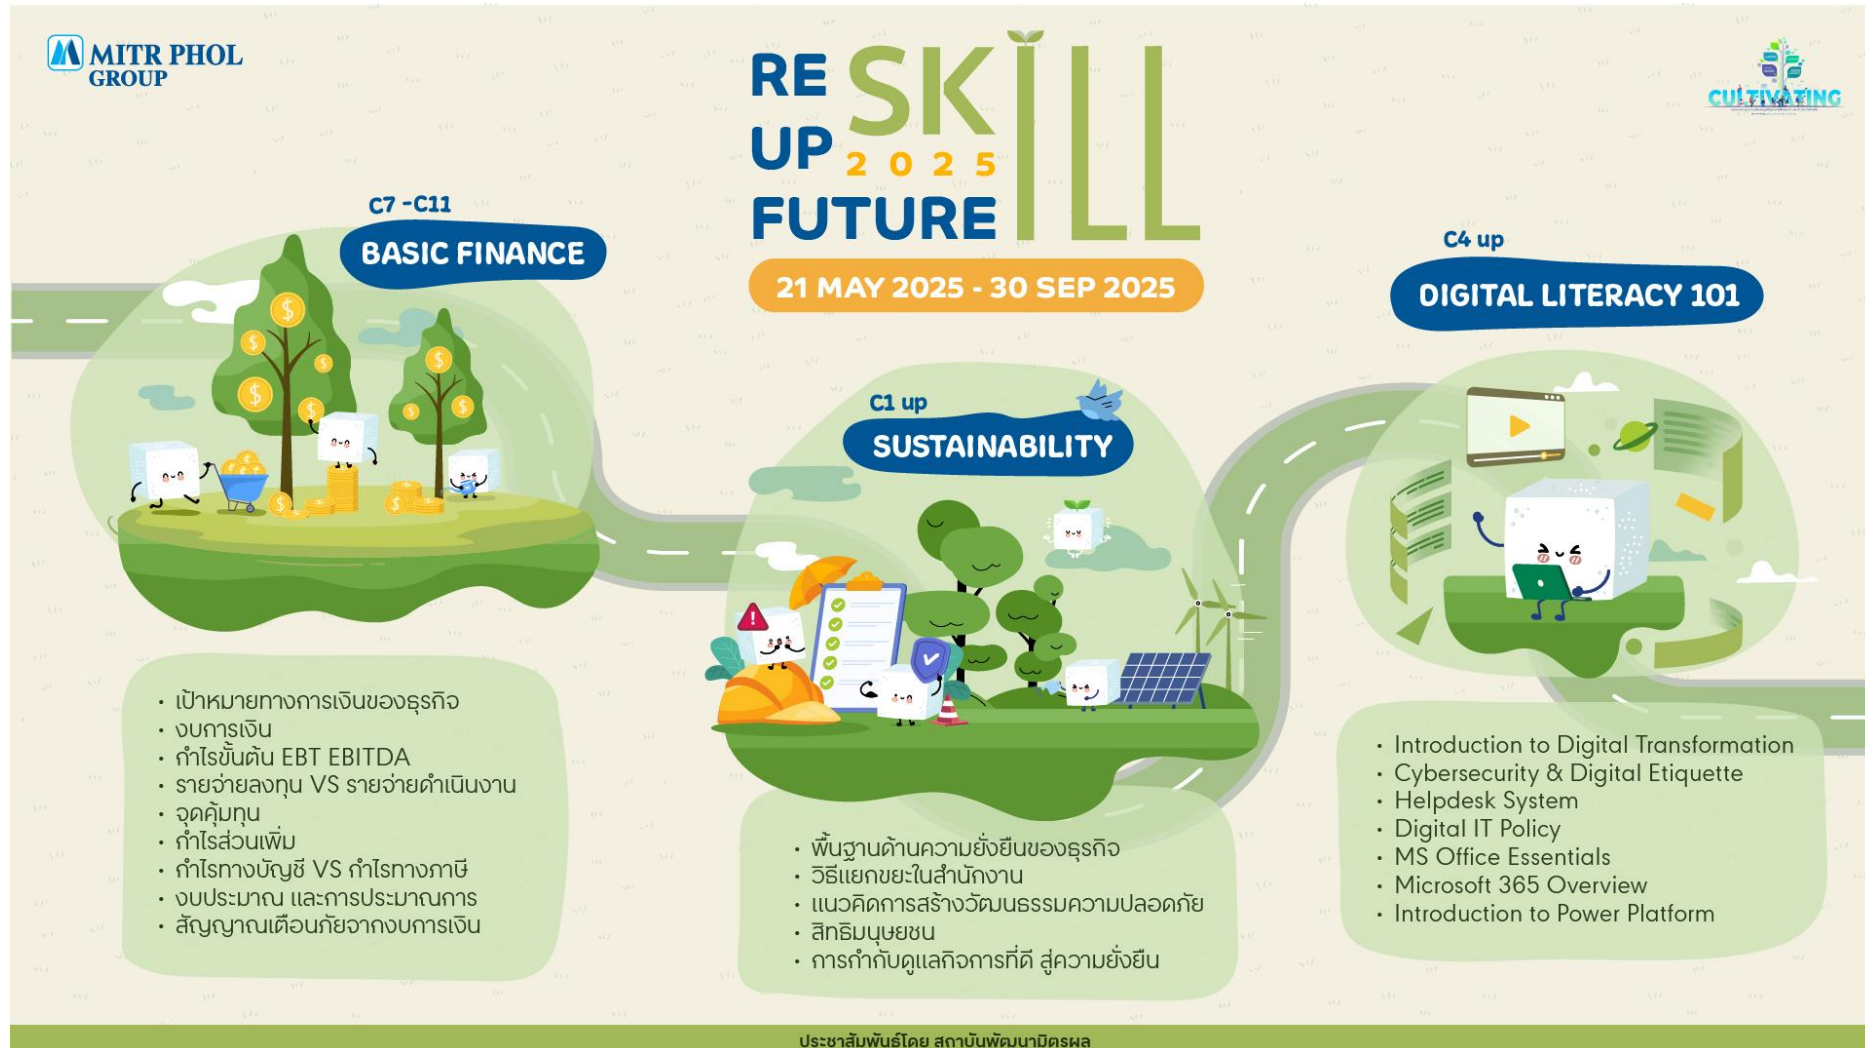 MITR PHOL
GROUP
RE
UP
FUTURE
SKILL
2025
21 MAY 2025 - 30 SEP 2025
CULTIVATING
C7 -C11
BASIC FINANCE
• เป้าหมายทางการเงินของธุรกิจ
• งบการเงิน
• กำไรขั้นต้น EBT EBITDA
• รายจ่ายลงทุน VS รายจ่ายดำเนินงาน
• จุดคุ้มทุน
• กำไรส่วนเพิ่ม
• กำไรทางบัญชี VS กำไรทางภาษี
• งบประมาณ และการประมาณการ
• สัญญาณเตือนภัยจากงบการเงิน
C1 up
SUSTAINABILITY
• พื้นฐานด้านความยั่งยืนของธุรกิจ
• วิธีแยกขยะในสำนักงาน
• แนวคิดการสร้างวัฒนธรรมความปลอดภัย
• สิทธิมนุษยชน
• การกำกับดูแลกิจการที่ดี สู่ความยั่งยืน
C4 up
DIGITAL LITERACY 101
• Introduction to Digital Transformation
• Cybersecurity & Digital Etiquette
• Helpdesk System
• Digital IT Policy
• MS Office Essentials
• Microsoft 365 Overview
• Introduction to Power Platform
ประชาสัมพันธ์โดย สถาบันพัฒนามิตรผล